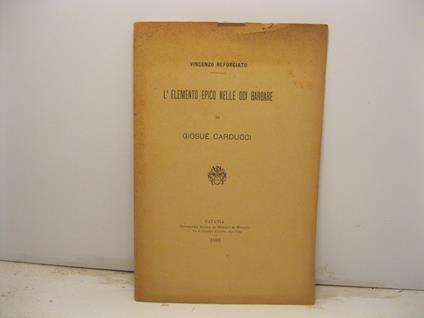 VINCENZO REFORGIATO
L' ELEMENTO EPICO NELLE ODI BARBARE
DI
GIOSUÈ CARDUCCI
CATANIA